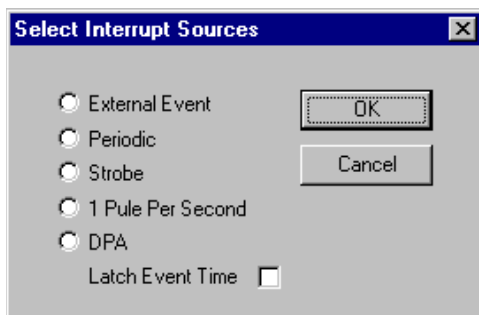 Select Interrupt Sources
External Event
OK
Periodic
Strobe
Cancel
1 Pule Per Second
DPA
Latch Event Time